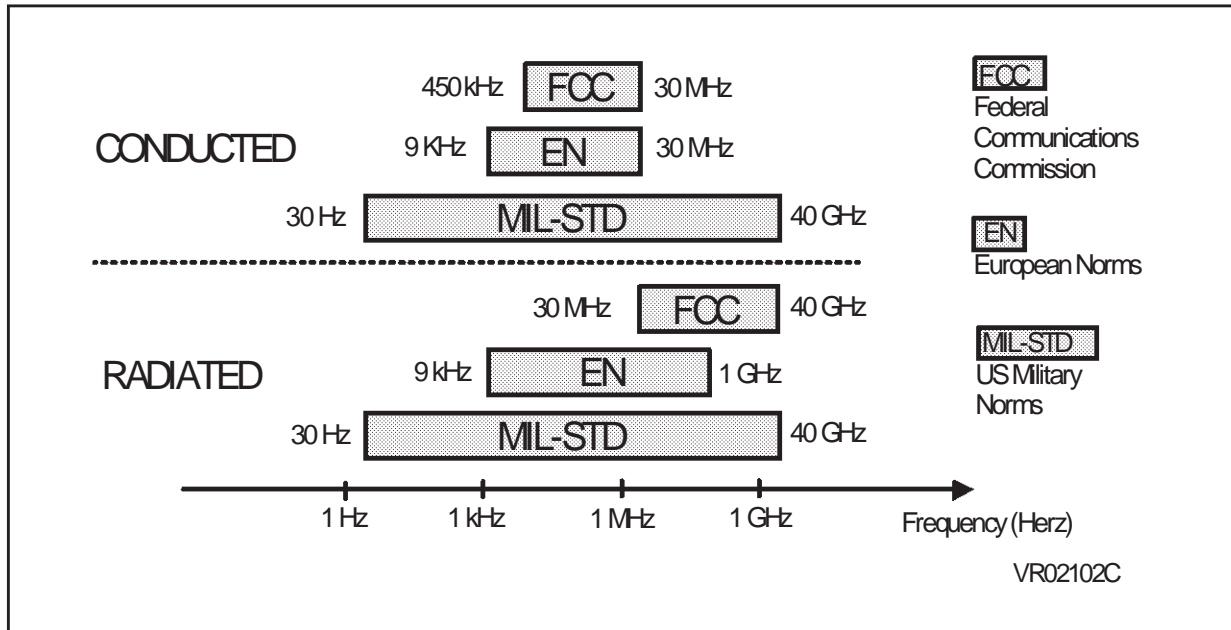 450 kHz FCC 30 MHz
CONDUCTED 9 KHz EN 30 MHz
30 Hz MIL-STD 40 GHz
30 MHz FCC 40 GHz
RADIATED 9 kHz EN 1 GHz
30 Hz MIL-STD 40 GHz
1 Hz 1 kHz 1 MHz 1 GHz
Frequency (Herz)
FCC
Federal
Communications
Commission
EN
European Norms
MIL-STD
US Military
Norms
VR02102C